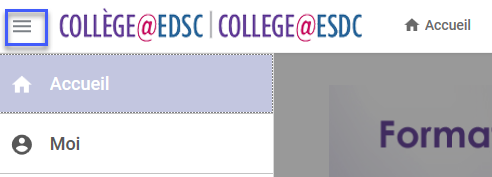 COLLÈGE@EDSC | COLLEGE@ESDC
Accueil
Accueil
Moi
Forma